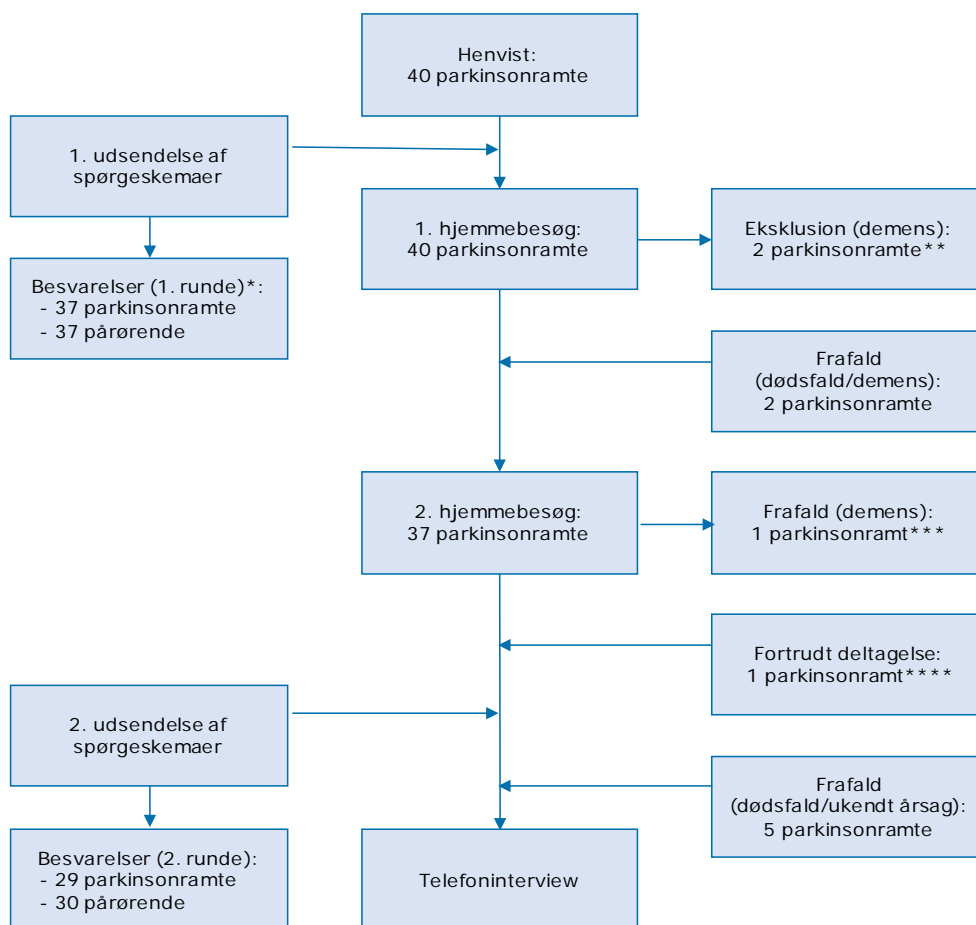 Henvist:
40 parkinsonramte
1. udsendelse af
spørgeskemaer
1. hjemmebesøg:
40 parkinsonramte
Eksklusion (demens):
2 parkinsonramte**
Besvarelser (1. runde)*:
- 37 parkinsonramte
- 37 pårørende
Frafald
(dødsfald/demens):
2 parkinsonramte
2. hjemmebesøg:
37 parkinsonramte
Frafald (demens):
1 parkinsonramt***
Fortrudt deltagelse:
1 parkinsonramt****
2. udsendelse af
spørgeskemaer
Frafald
(dødsfald/ukendt årsag):
5 parkinsonramte
Besvarelser (2. runde):
- 29 parkinsonramte
- 30 pårørende
Telefoninterview